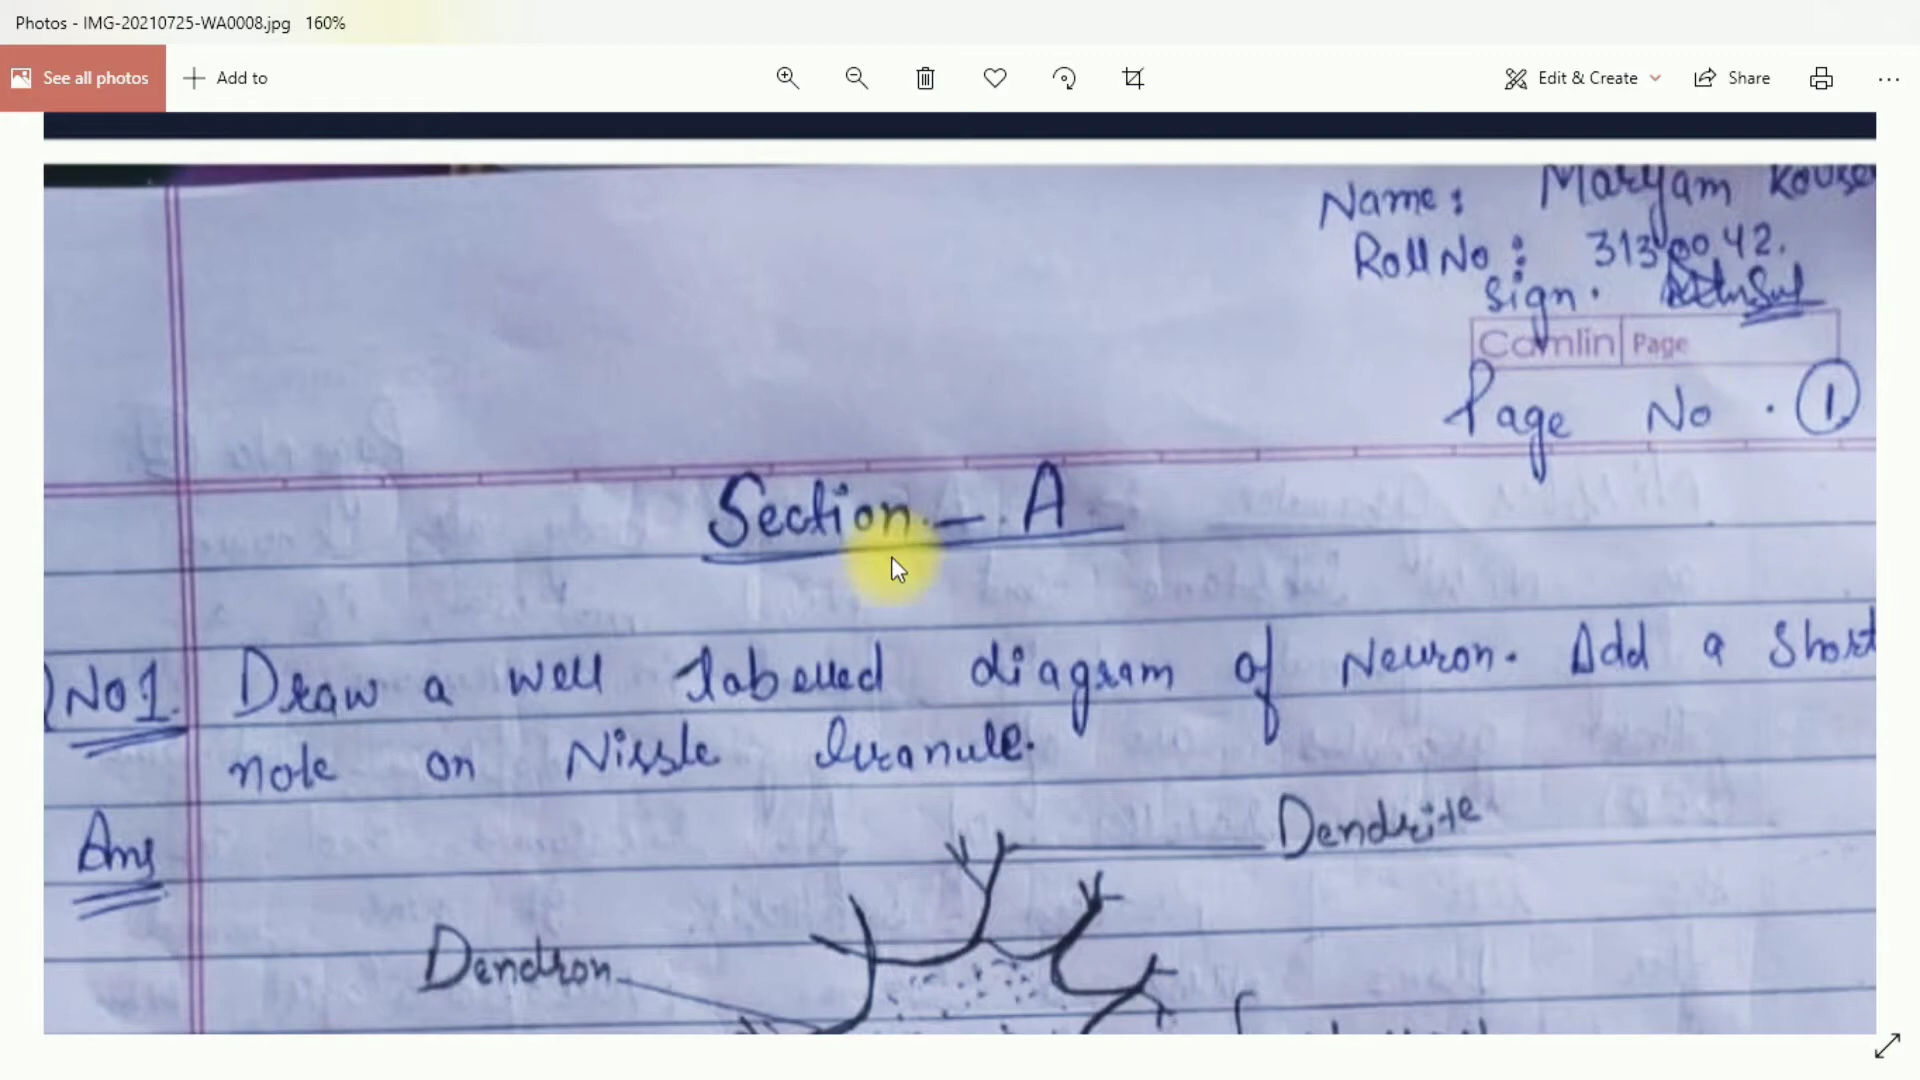 Photos - IMG-20210725-WA0008.jpg 160%
See all photos
Add to
Edit & Create
Share
Name: Maryam
Roll No:
Sign.
Camlin Page
Page No. 1
Section - A
No 1. Draw a well labelled diagram of Neuron. Add a Short
note on Nissle Granule.
Ans
Dendrite
Dendron